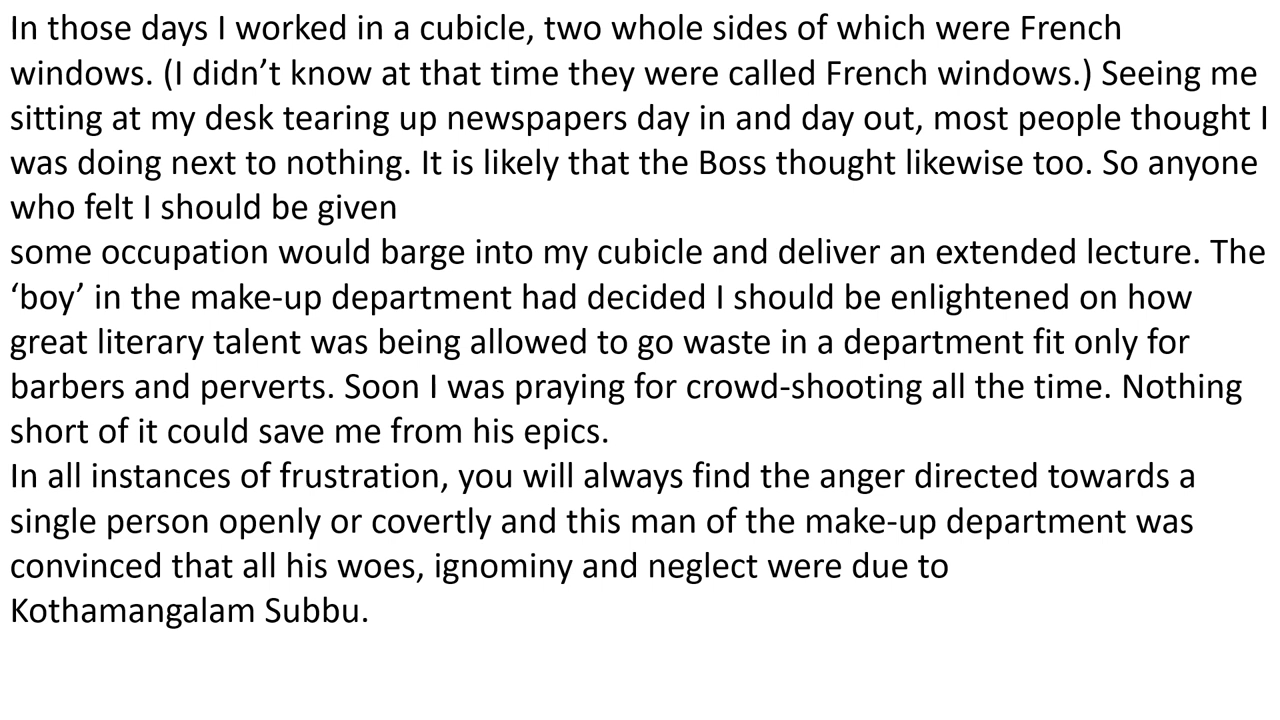 In those days I worked in a cubicle, two whole sides of which were French
windows. (I didn’t know at that time they were called French windows.) Seeing me
sitting at my desk tearing up newspapers day in and day out, most people thought I
was doing next to nothing. It is likely that the Boss thought likewise too. So anyone
who felt I should be given
some occupation would barge into my cubicle and deliver an extended lecture. The
‘boy’ in the make-up department had decided I should be enlightened on how
great literary talent was being allowed to go waste in a department fit only for
barbers and perverts. Soon I was praying for crowd-shooting all the time. Nothing
short of it could save me from his epics.
In all instances of frustration, you will always find the anger directed towards a
single person openly or covertly and this man of the make-up department was
convinced that all his woes, ignominy and neglect were due to
Kothamangalam Subbu.